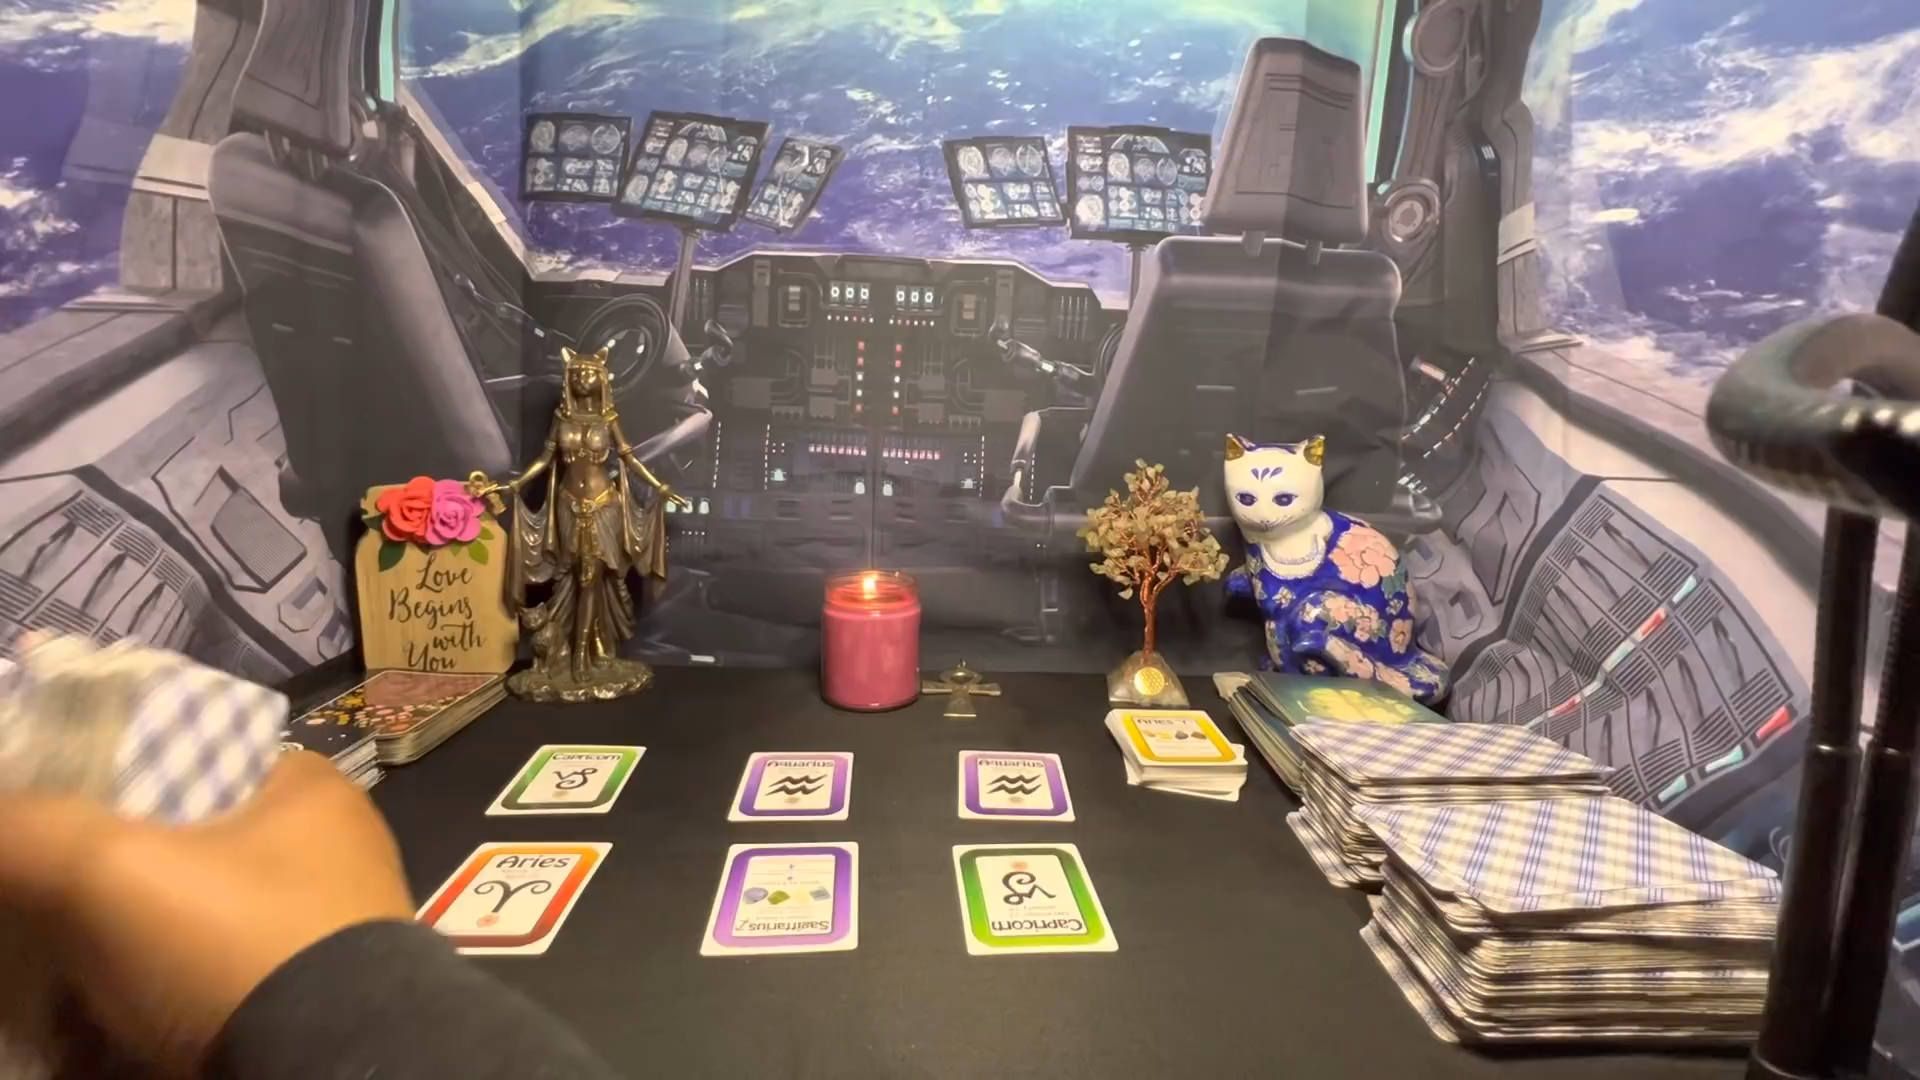 Love
Begins
with
You
Aries
Capricorn
Aquarius
Aquarius
Aries
Sagittarius
Capricorn